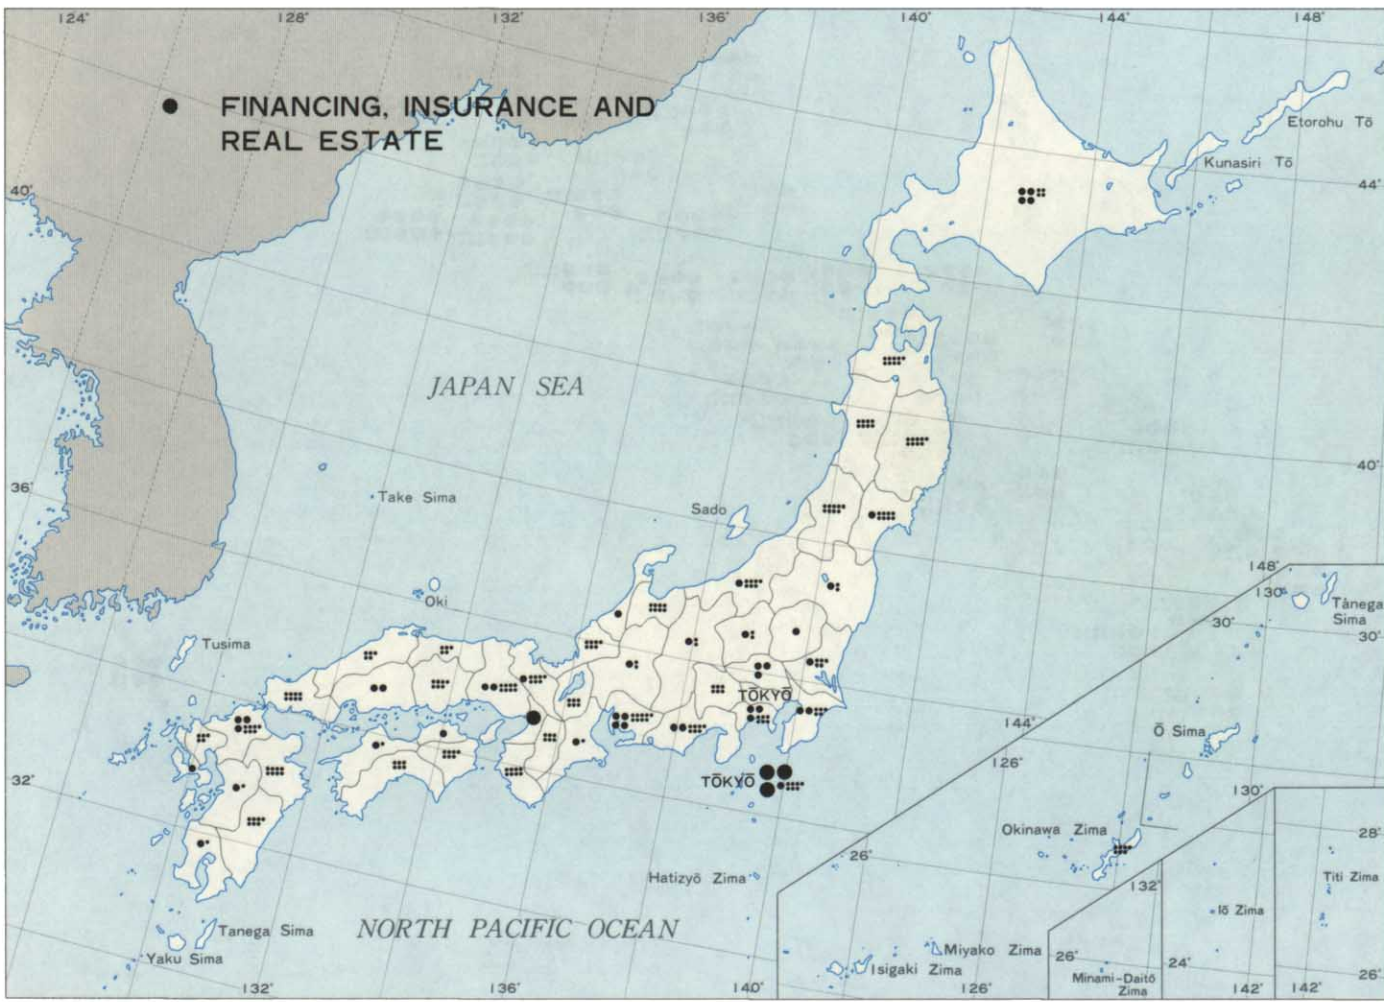 124° 128° 132° 136° 140° 144° 148°
● FINANCING, INSURANCE AND
REAL ESTATE
Etorohu Tō
Kunasiri Tō
40° 44°
JAPAN SEA
40°
36°
Take Sima
Sado
148°
130°
Tanega
Sima
Oki
30° 30°
Tusima
TŌKYŌ
144°
Ō Sima
126°
32°
TŌKYŌ
130°
Okinawa Zima
28°
26°
Hatizyō Zima
132°
Titi Zima
Iō Zima
Tanega Sima
NORTH PACIFIC OCEAN
Yaku Sima
Miyako Zima
Isigaki Zima
26° 24° 26°
Minami-Daitō
Zima
132° 136° 140° 126° 142° 142°